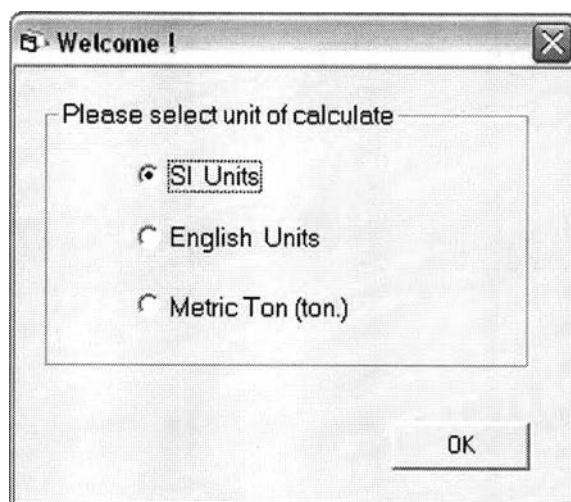 Welcome !
Please select unit of calculate
SI Units
English Units
Metric Ton (ton.)
OK